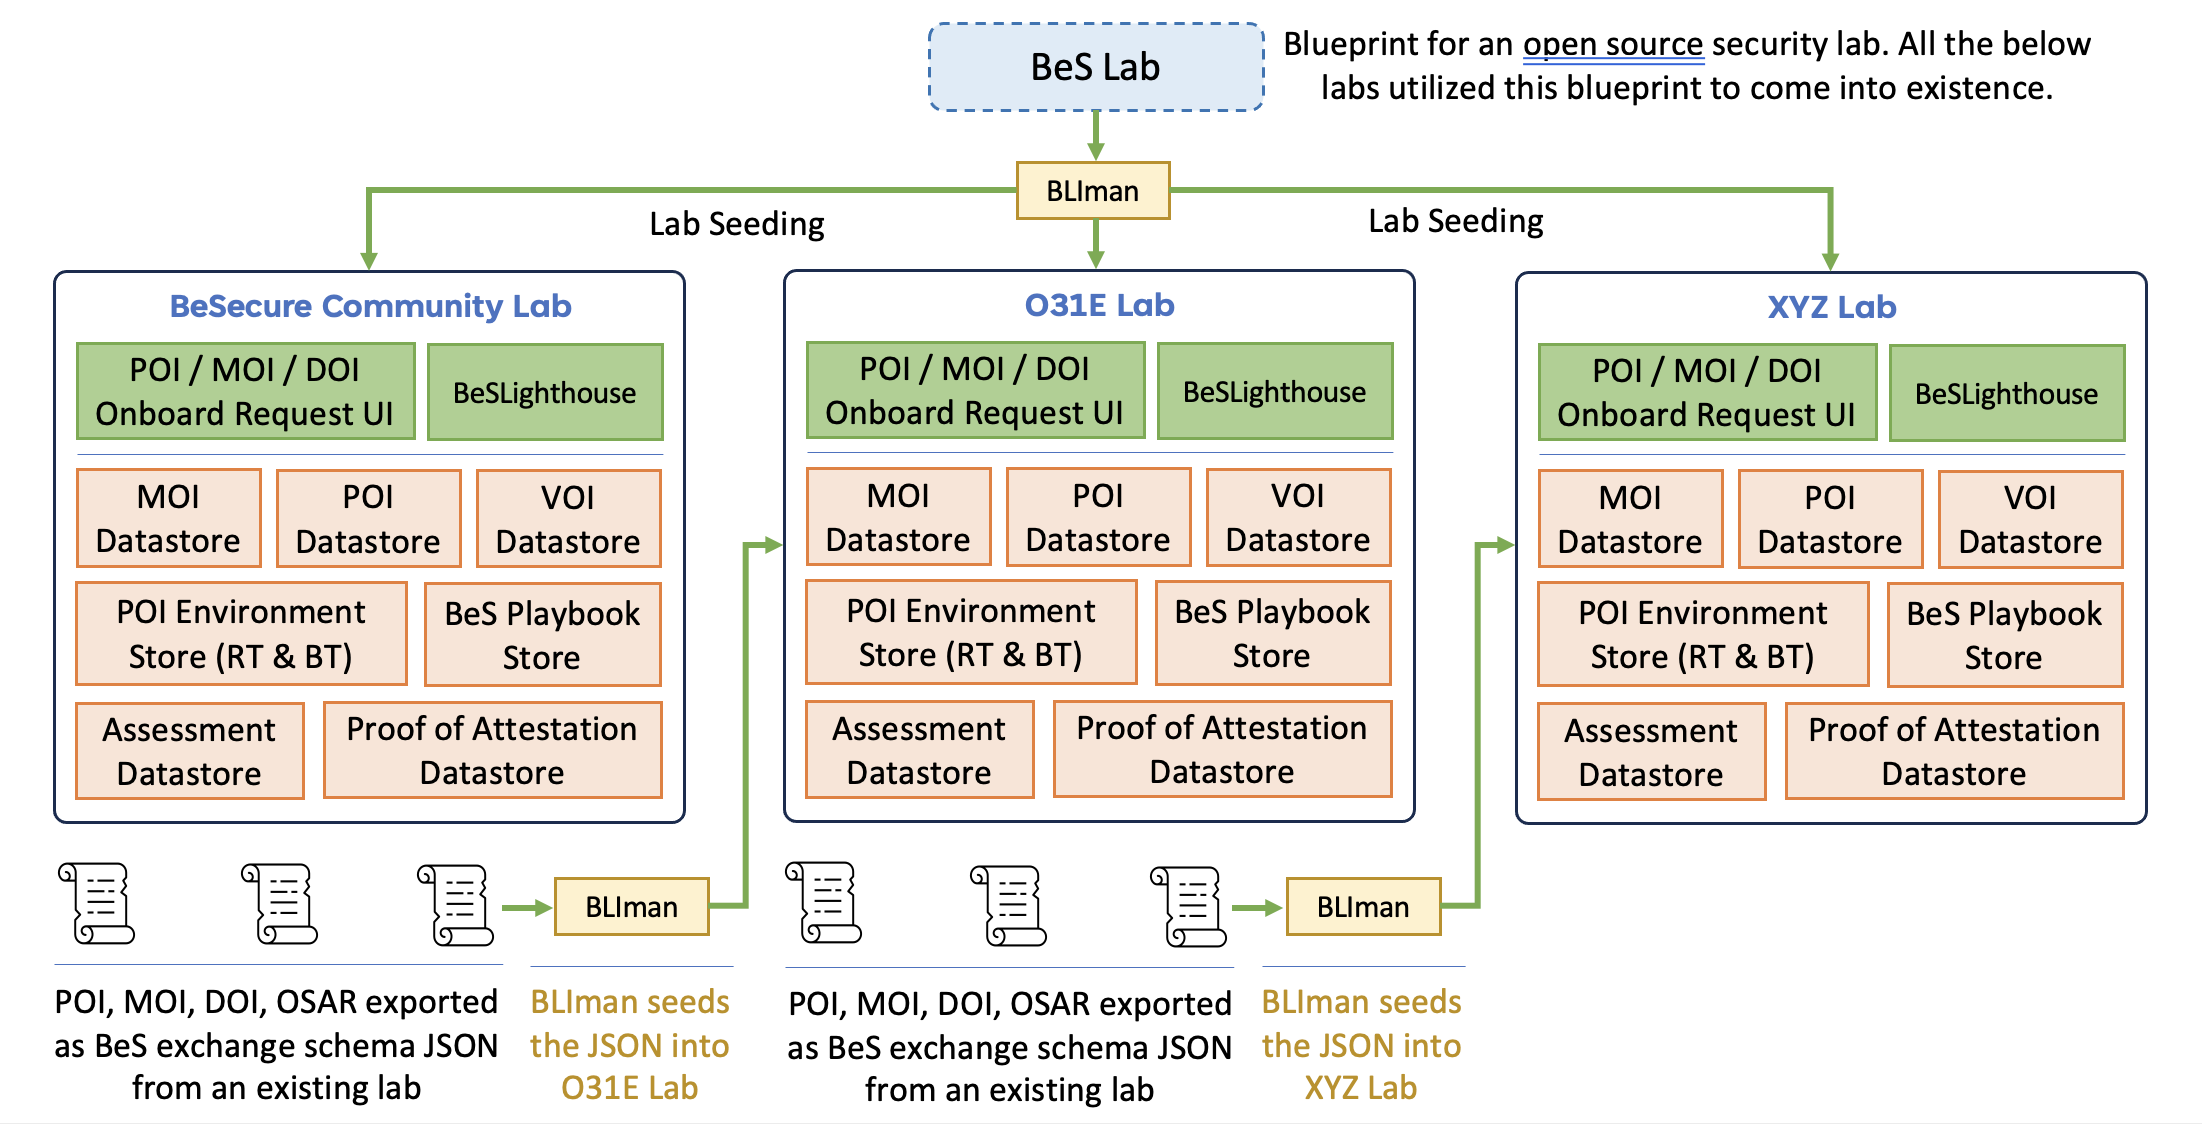 BeS Lab
Blueprint for an open source security lab. All the below
labs utilized this blueprint to come into existence.
BLIman
Lab Seeding
Lab Seeding
BeSecure Community Lab
POI / MOI / DOI
Onboard Request UI
BeSLighthouse
MOI
Datastore
POI
Datastore
VOI
Datastore
POI Environment
Store (RT & BT)
BeS Playbook
Store
Assessment
Datastore
Proof of Attestation
Datastore
O31E Lab
POI / MOI / DOI
Onboard Request UI
BeSLighthouse
MOI
Datastore
POI
Datastore
VOI
Datastore
POI Environment
Store (RT & BT)
BeS Playbook
Store
Assessment
Datastore
Proof of Attestation
Datastore
XYZ Lab
POI / MOI / DOI
Onboard Request UI
BeSLighthouse
MOI
Datastore
POI
Datastore
VOI
Datastore
POI Environment
Store (RT & BT)
BeS Playbook
Store
Assessment
Datastore
Proof of Attestation
Datastore
BLIman
BLIman
POI, MOI, DOI, OSAR exported
as BeS exchange schema JSON
from an existing lab
BLIman seeds
the JSON into
O31E Lab
POI, MOI, DOI, OSAR exported
as BeS exchange schema JSON
from an existing lab
BLIman seeds
the JSON into
XYZ Lab